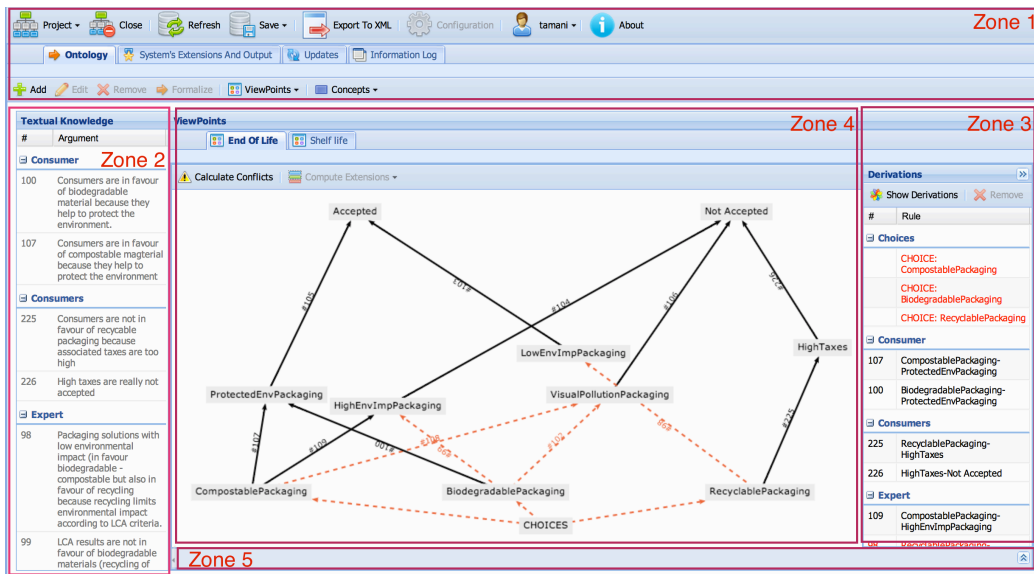 Project
Close
Refresh
Save
Export To XML
Configuration
tamani
About
Zone 1
Ontology
System's Extensions And Output
Updates
Information Log
Add
Edit
Remove
Formalize
ViewPoints
Concepts
Textual Knowledge
# Argument
Consumer
Zone 2
100 Consumers are in favour
of biodegradable
material because they
help to protect the
environment.
107 Consumers are in favour
of compostable magterial
because they help to
protect the environment
Consumers
225 Consumers are not in
favour of recycable
packaging because
associated taxes are too
high
226 High taxes are really not
accepted
Expert
98 Packaging solutions with
low environmental
impact (in favour
biodegradable -
compostable but also in
favour of recycling
because recycling limits
environmental impact
according to LCA criteria.
99 LCA results are not in
favour of biodegradable
materials (recycling of
ViewPoints
Zone 4
End Of Life
Shelf life
Calculate Conflicts
Compute Extensions
Accepted
Not Accepted
#105
#103
#104
#106
#226
LowEnvImpPackaging
HighTaxes
ProtectedEnvPackaging
HighEnvImpPackaging
VisualPollutionPackaging
#107
#109
#100
#108
#99
#102
#98
#225
CompostablePackaging
BiodegradablePackaging
RecyclablePackaging
CHOICES
Zone 5
Zone 3
Derivations
Show Derivations
Remove
# Rule
Choices
CHOICE:
CompostablePackaging
CHOICE:
BiodegradablePackaging
CHOICE: RecyclablePackaging
Consumer
107 CompostablePackaging-
ProtectedEnvPackaging
100 BiodegradablePackaging-
ProtectedEnvPackaging
Consumers
225 RecyclablePackaging-
HighTaxes
226 HighTaxes-Not Accepted
Expert
109 CompostablePackaging-
HighEnvImpPackaging
98 RecyclablePackaging-